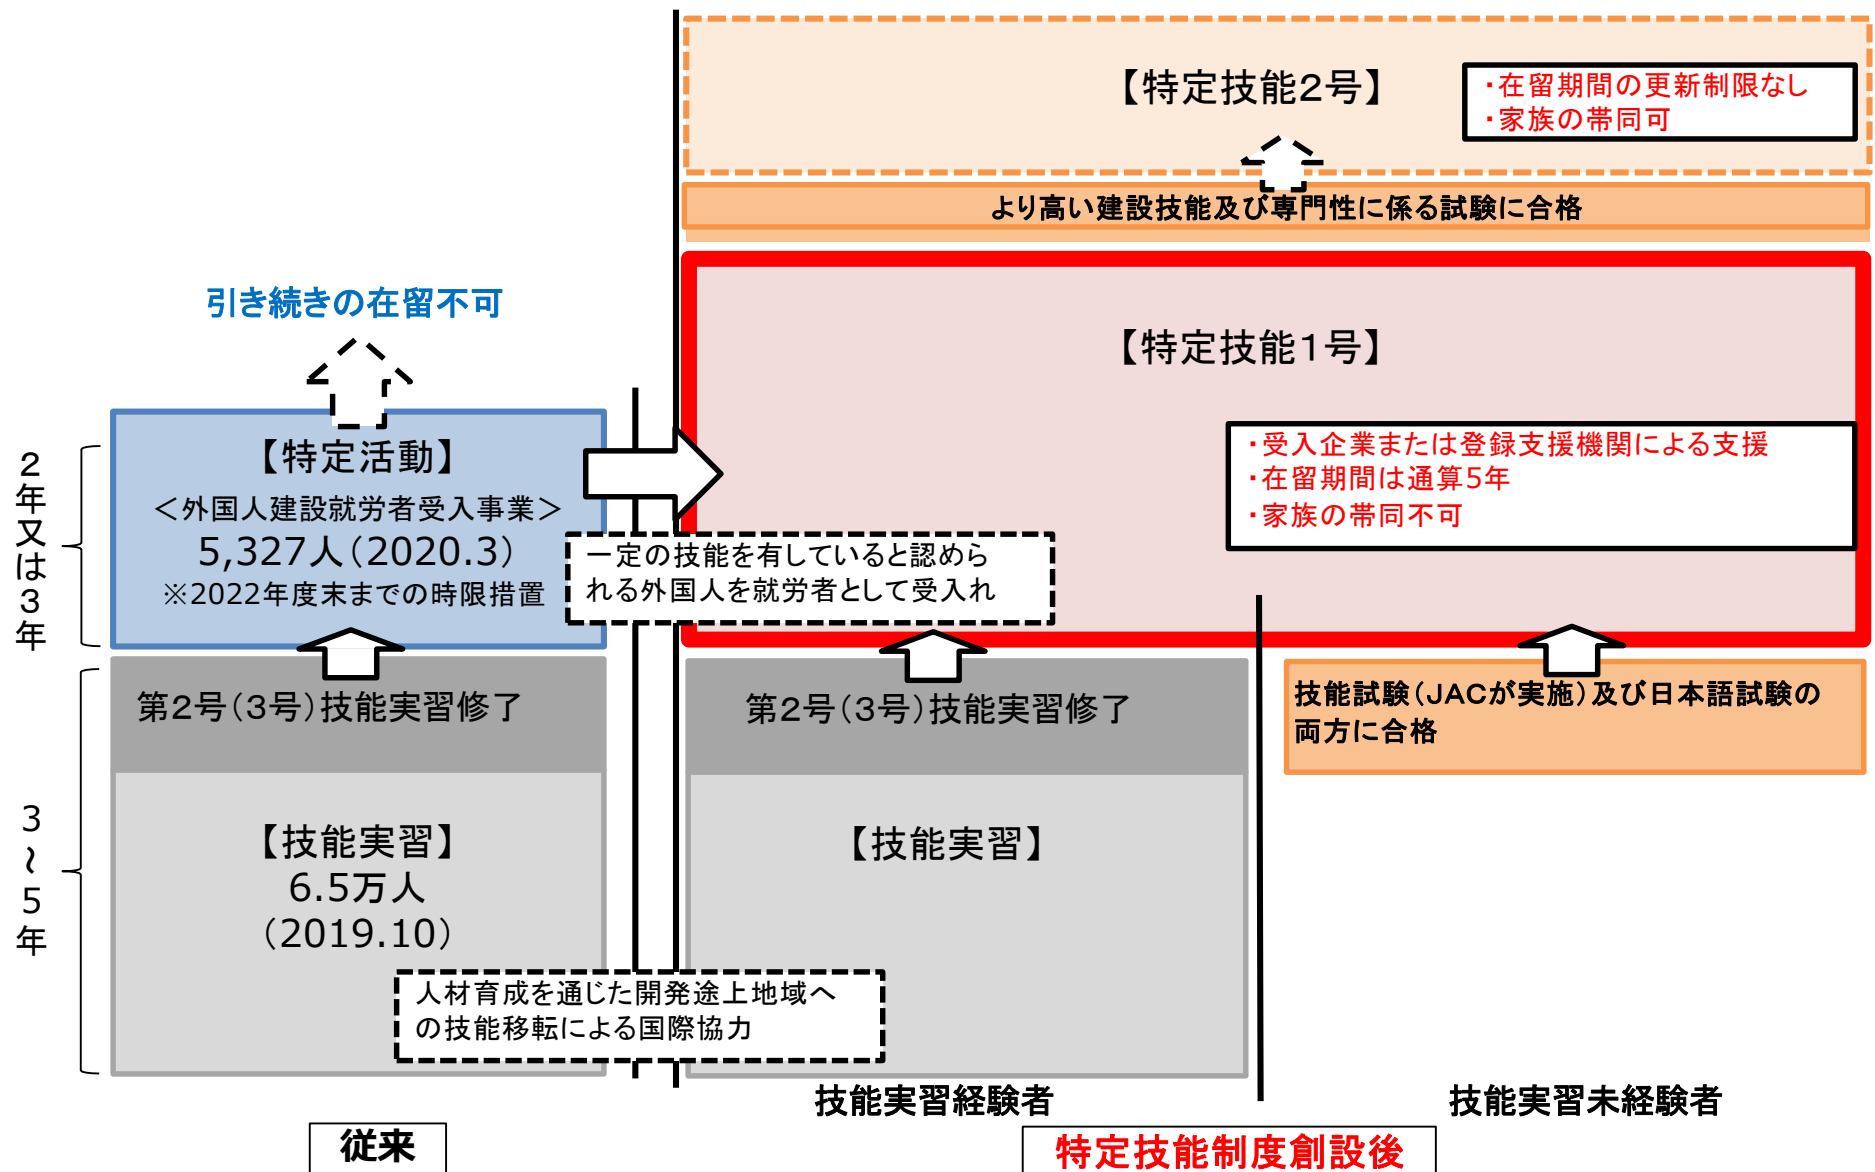 【特定技能２号】
・在留期間の更新制限なし
・家族の帯同可
より高い建設技能及び専門性に係る試験に合格
引き続きの在留不可
【特定技能１号】
・受入企業または登録支援機関による支援
・在留期間は通算5年
・家族の帯同不可
２年又は３年
【特定活動】
＜外国人建設就労者受入事業＞
5,327人（2020.3）
※2022年度末までの時限措置
一定の技能を有していると認めら
れる外国人を就労者として受入れ
第２号（３号）技能実習修了
第２号（３号）技能実習修了
技能試験（JACが実施）及び日本語試験の
両方に合格
３～５年
【技能実習】
6.5万人
（2019.10）
【技能実習】
人材育成を通じた開発途上地域へ
の技能移転による国際協力
技能実習経験者
技能実習未経験者
従来
特定技能制度創設後